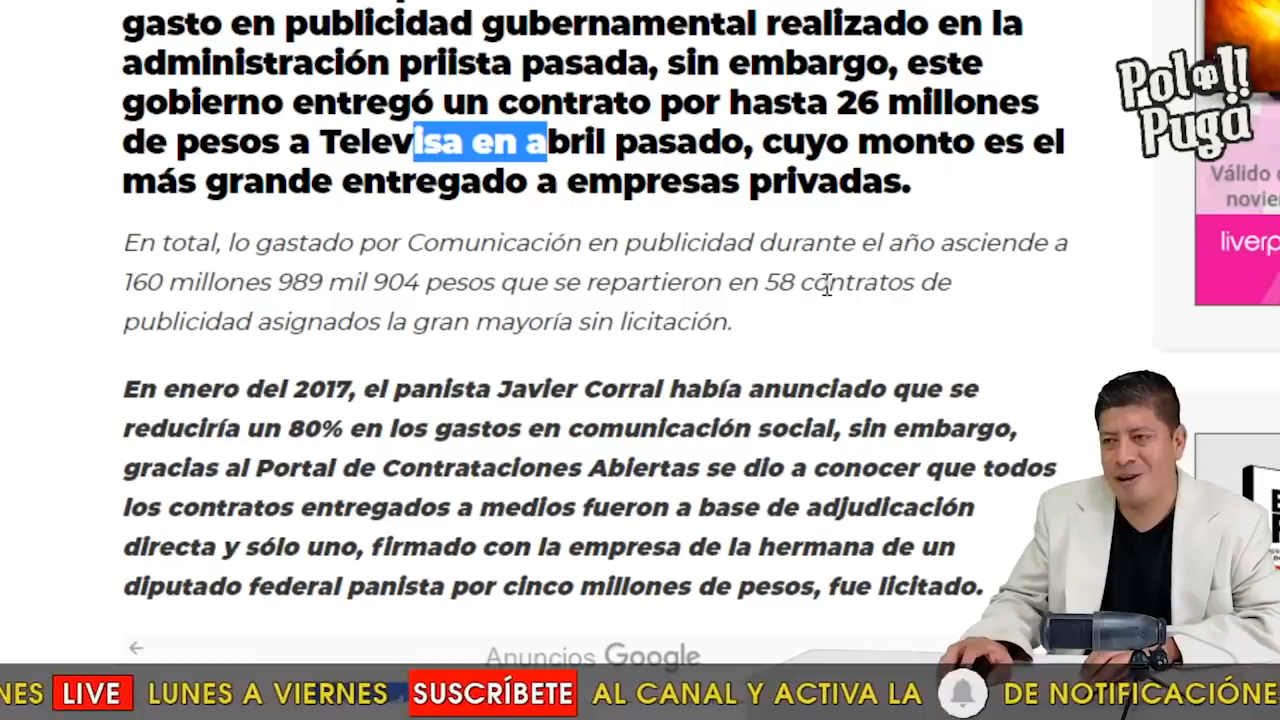 gasto en publicidad gubernamental realizado en la
administración priista pasada, sin embargo, este
gobierno entregó un contrato por hasta 26 millones
de pesos a Televisa en abril pasado, cuyo monto es el
más grande entregado a empresas privadas.
En total, lo gastado por Comunicación en publicidad durante el año asciende a
160 millones 989 mil 904 pesos que se repartieron en 58 contratos de
publicidad asignados la gran mayoría sin licitación.
En enero del 2017, el panista Javier Corral había anunciado que se
reduciría un 80% en los gastos en comunicación social, sin embargo,
gracias al Portal de Contrataciones Abiertas se dio a conocer que todos
los contratos entregados a medios fueron a base de adjudicación
directa y sólo uno, firmado con la empresa de la hermana de un
diputado federal panista por cinco millones de pesos, fue licitado.
Anuncios Google
Puga
Válido
novie
liverp
NES LIVE LUNES A VIERNES SUSCRÍBETE AL CANAL Y ACTIVA LA DE NOTIFICACIÓNE